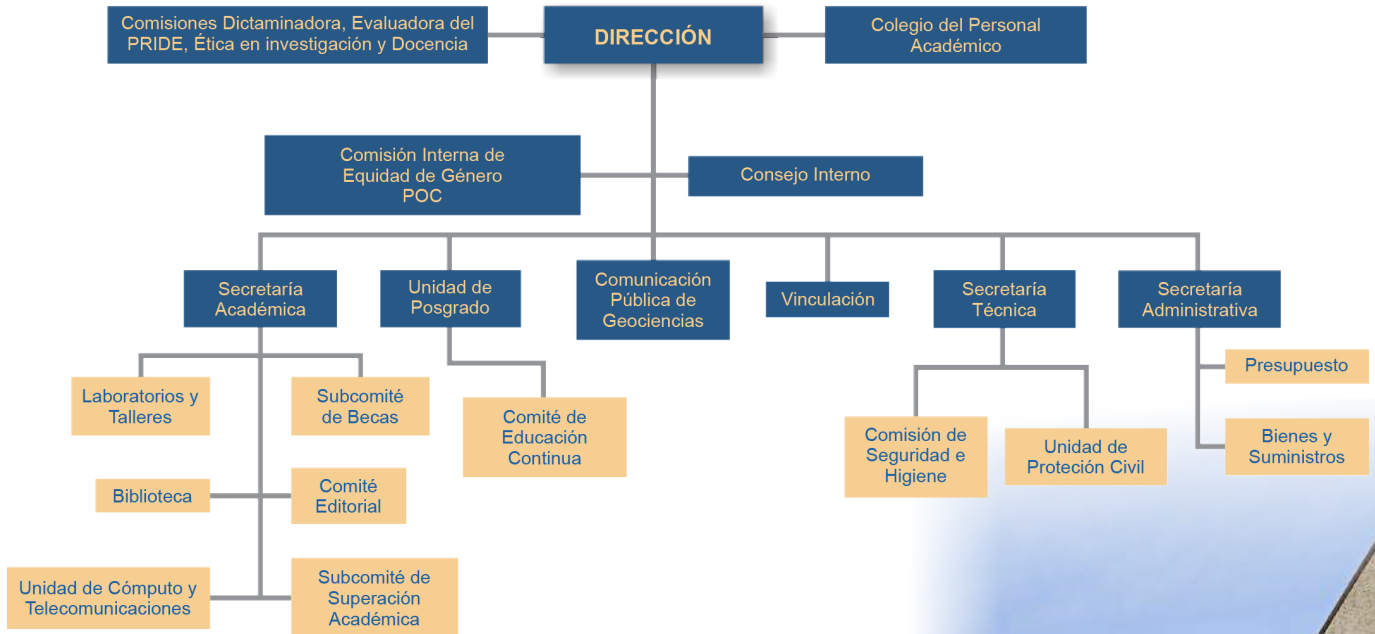 Comisiones Dictaminadora, Evaluadora del
PRIDE, Ética en investigación y Docencia
DIRECCIÓN
Colegio del Personal
Académico
Comisión Interna de
Equidad de Género
POC
Consejo Interno
Secretaría
Académica
Unidad de
Posgrado
Comunicación
Pública de
Geociencias
Vinculación
Secretaría
Técnica
Secretaría
Administrativa
Laboratorios y
Talleres
Subcomité
de Becas
Biblioteca
Comité
Editorial
Unidad de Cómputo y
Telecomunicaciones
Subcomité de
Superación
Académica
Comité de
Educación
Continua
Comisión de
Seguridad e
Higiene
Unidad de
Proteción Civil
Presupuesto
Bienes y
Suministros